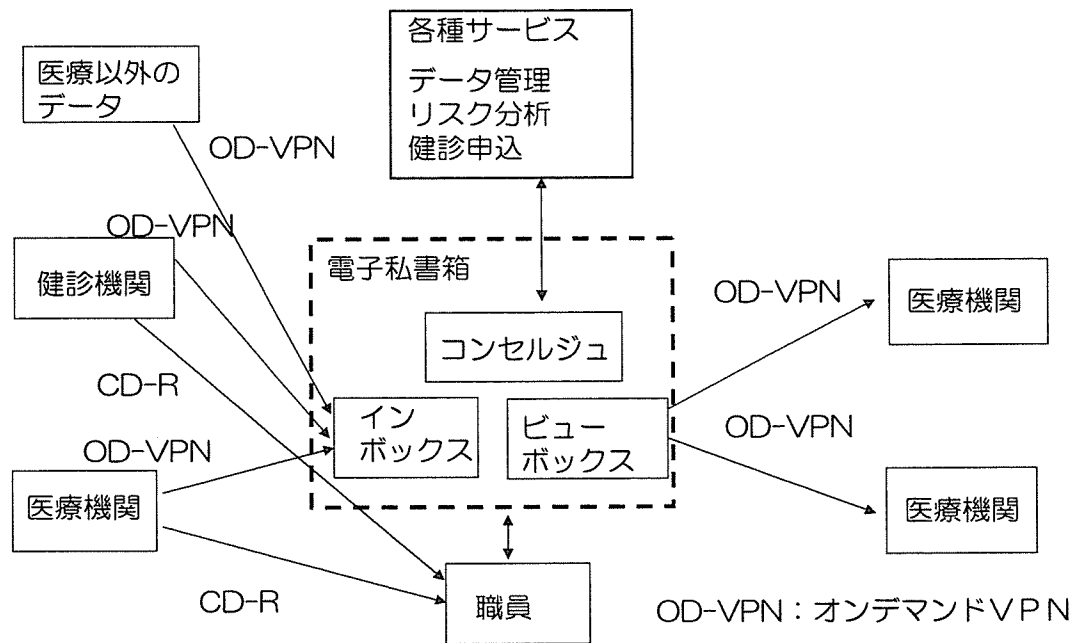 各種サービス
データ管理
リスク分析
健診申込
医療以外の
データ
OD-VPN
OD-VPN
健診機関
電子私書箱
コンセルジュ
CD-R
イン
ボックス
ビュー
ボックス
OD-VPN
医療機関
OD-VPN
医療機関
OD-VPN
医療機関
CD-R
職員
OD-VPN：オンデマンドVPN